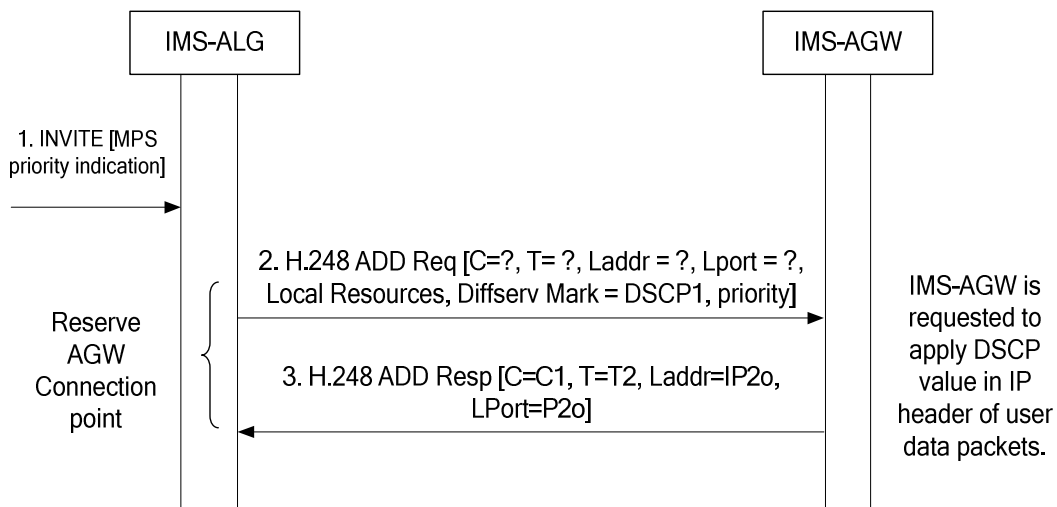 IMS-ALG
IMS-AGW
1. INVITE [MPS
priority indication]
2. H.248 ADD Req [C=?, T= ?, Laddr = ?, Lport = ?,
Local Resources, Diffserv Mark = DSCP1, priority]
Reserve
AGW
Connection
point
3. H.248 ADD Resp [C=C1, T=T2, Laddr=IP2o,
LPort=P2o]
IMS-AGW is
requested to
apply DSCP
value in IP
header of user
data packets.